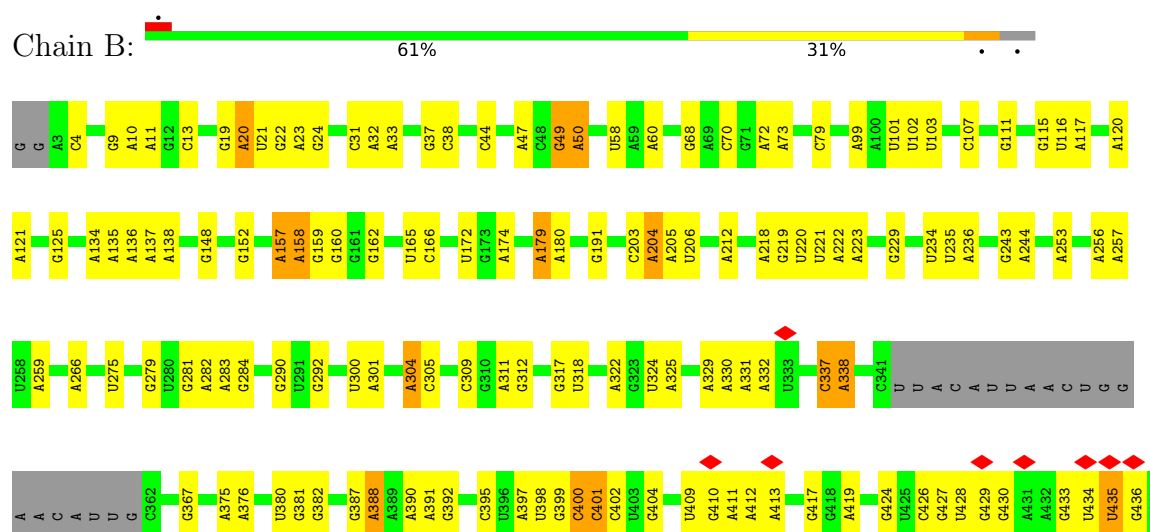 Chain B:
61% 31%
G G A3 C4 G9 A10 A11 G12 C13 G19 A20 U21 G22 A23 G24 C31 A32 A33 G37 C38 C44 A47 C48 G49 A50 U58 A59 A60 G68 A69 C70 G71 A72 A73 C79 A99 A100 U101 U102 U103 C107 G111 G115 U116 A117 A120
A121 G125 A134 A135 A136 A137 A138 G148 G152 A157 A158 G159 G160 G161 G162 U165 C166 U172 G173 A174 A179 A180 G191 C203 A204 A205 U206 A212 A218 G219 U220 U221 A222 A223 G229 U234 U235 A236 G243 A244 A253 A256 A257
U258 A259 A266 U275 G279 U280 G281 A282 A283 G284 G290 U291 G292 U300 A301 A304 C305 C309 G310 A311 G312 G317 U318 A322 G323 U324 A325 A329 A330 A331 A332 U333 C337 A338 C341 U U A C A U U A A C U G G
A A C A U U G C362 G367 A375 A376 U380 G381 G382 G387 A388 A389 A390 A391 G392 C395 U396 A397 U398 G399 C400 C401 C402 U403 G404 U409 G410 A411 A412 A413 G417 G418 A419 G424 U425 C426 G427 U428 G429 G430 A431 A432 G433 U434 U435 G436